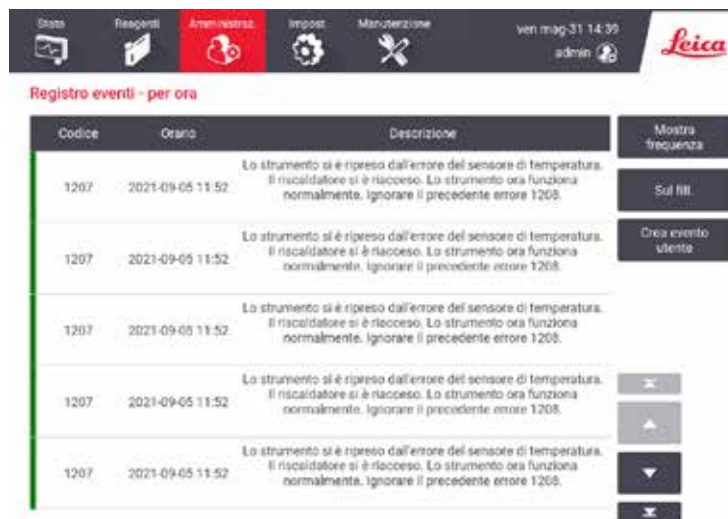 Stato Reagenti Amministraz. Impost. Manutenzione ven mag-31 14:39
admin
Leica
Registro eventi - per ora
Codice Orario Descrizione
Mostra
frequenza
Lo strumento si è ripreso dall'errore del sensore di temperatura.
1207 2021-09-05 11:52 Il riscaldatore si è riacceso. Lo strumento ora funziona
normalmente. Ignorare il precedente errore 1208.
Sul filt.
Crea evento
utente
Lo strumento si è ripreso dall'errore del sensore di temperatura.
1207 2021-09-05 11:52 Il riscaldatore si è riacceso. Lo strumento ora funziona
normalmente. Ignorare il precedente errore 1208.
Lo strumento si è ripreso dall'errore del sensore di temperatura.
1207 2021-09-05 11:52 Il riscaldatore si è riacceso. Lo strumento ora funziona
normalmente. Ignorare il precedente errore 1208.
Lo strumento si è ripreso dall'errore del sensore di temperatura.
1207 2021-09-05 11:52 Il riscaldatore si è riacceso. Lo strumento ora funziona
normalmente. Ignorare il precedente errore 1208.
Lo strumento si è ripreso dall'errore del sensore di temperatura.
1207 2021-09-05 11:52 Il riscaldatore si è riacceso. Lo strumento ora funziona
normalmente. Ignorare il precedente errore 1208.